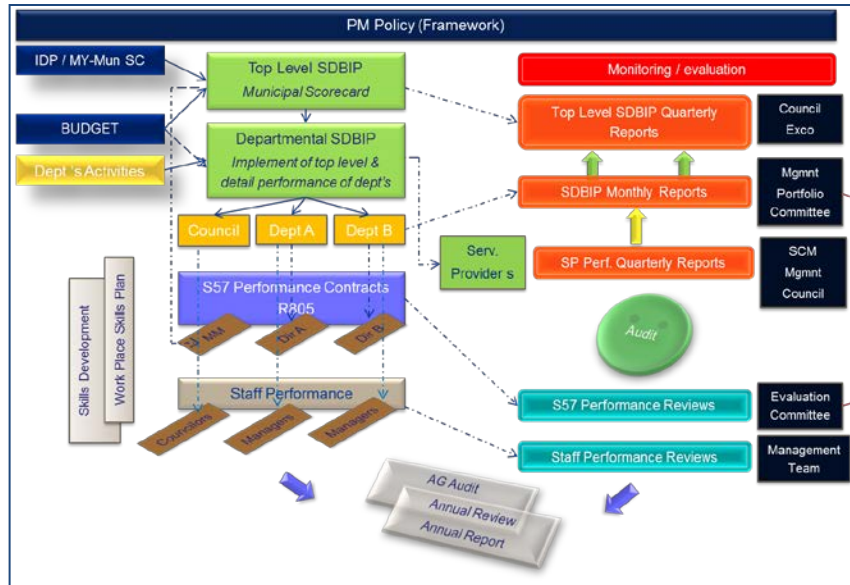 PM Policy (Framework)
IDP / MY-Mun SC
BUDGET
Dept 's Activities
Top Level SDBIP
Municipal Scorecard
Departmental SDBIP
Implement of top level &
detail performance of dept's
Council
Dept A
Dept B
Serv.
Provider s
S57 Performance Contracts
R805
MM
Dir A
Dir B
Staff Performance
Councilors
Managers
Managers
Skills Development
Work Place Skills Plan
Monitoring / evaluation
Top Level SDBIP Quarterly
Reports
Council
Exco
SDBIP Monthly Reports
Mgmnt
Portfolio
Committee
SP Perf. Quarterly Reports
SCM
Mgmnt
Council
Audit
S57 Performance Reviews
Evaluation
Committee
Staff Performance Reviews
Management
Team
AG Audit
Annual Review
Annual Report